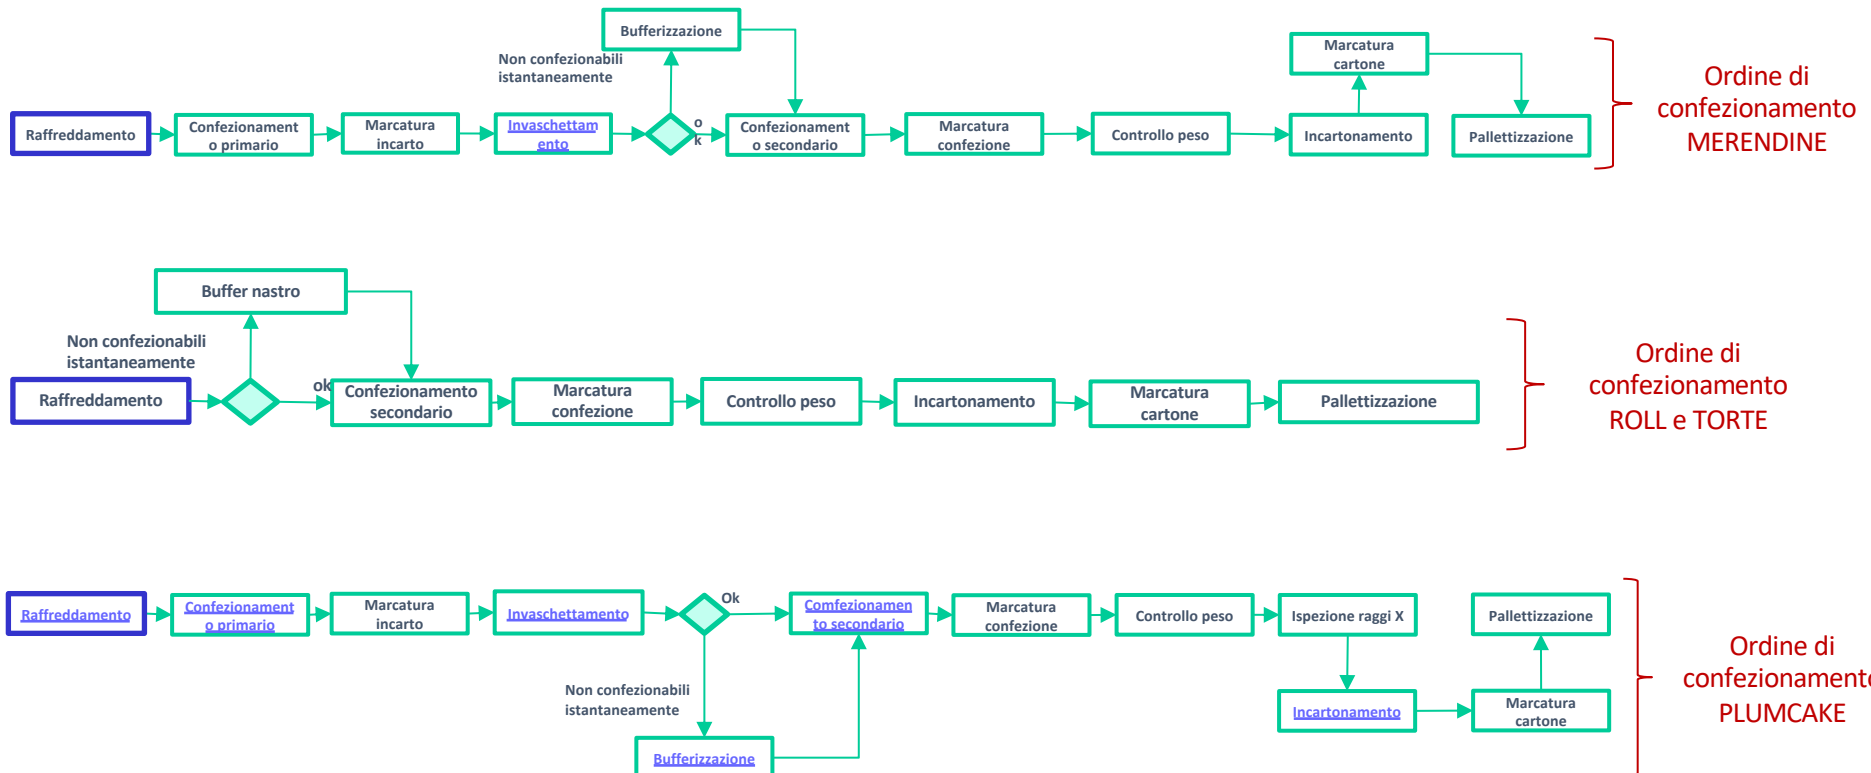 Bufferizzazione
Non confezionabili
istantaneamente
Marcatura
cartone
Raffreddamento
Confezionament
o primario
Marcatura
incarto
Invaschettam
ento
o
k
Confezionament
o secondario
Marcatura
confezione
Controllo peso
Incartonamento
Pallettizzazione
Ordine di
confezionamento
MERENDINE
Buffer nastro
Non confezionabili
istantaneamente
Raffreddamento
ok
Confezionamento
secondario
Marcatura
confezione
Controllo peso
Incartonamento
Marcatura
cartone
Pallettizzazione
Ordine di
confezionamento
ROLL e TORTE
Raffreddamento
Confezionament
o primario
Marcatura
incarto
Invaschettamento
Ok
Comfezionamen
to secondario
Marcatura
confezione
Controllo peso
Ispezione raggi X
Pallettizzazione
Non confezionabili
istantaneamente
Bufferizzazione
Incartonamento
Marcatura
cartone
Ordine di
confezionamento
PLUMCAKE